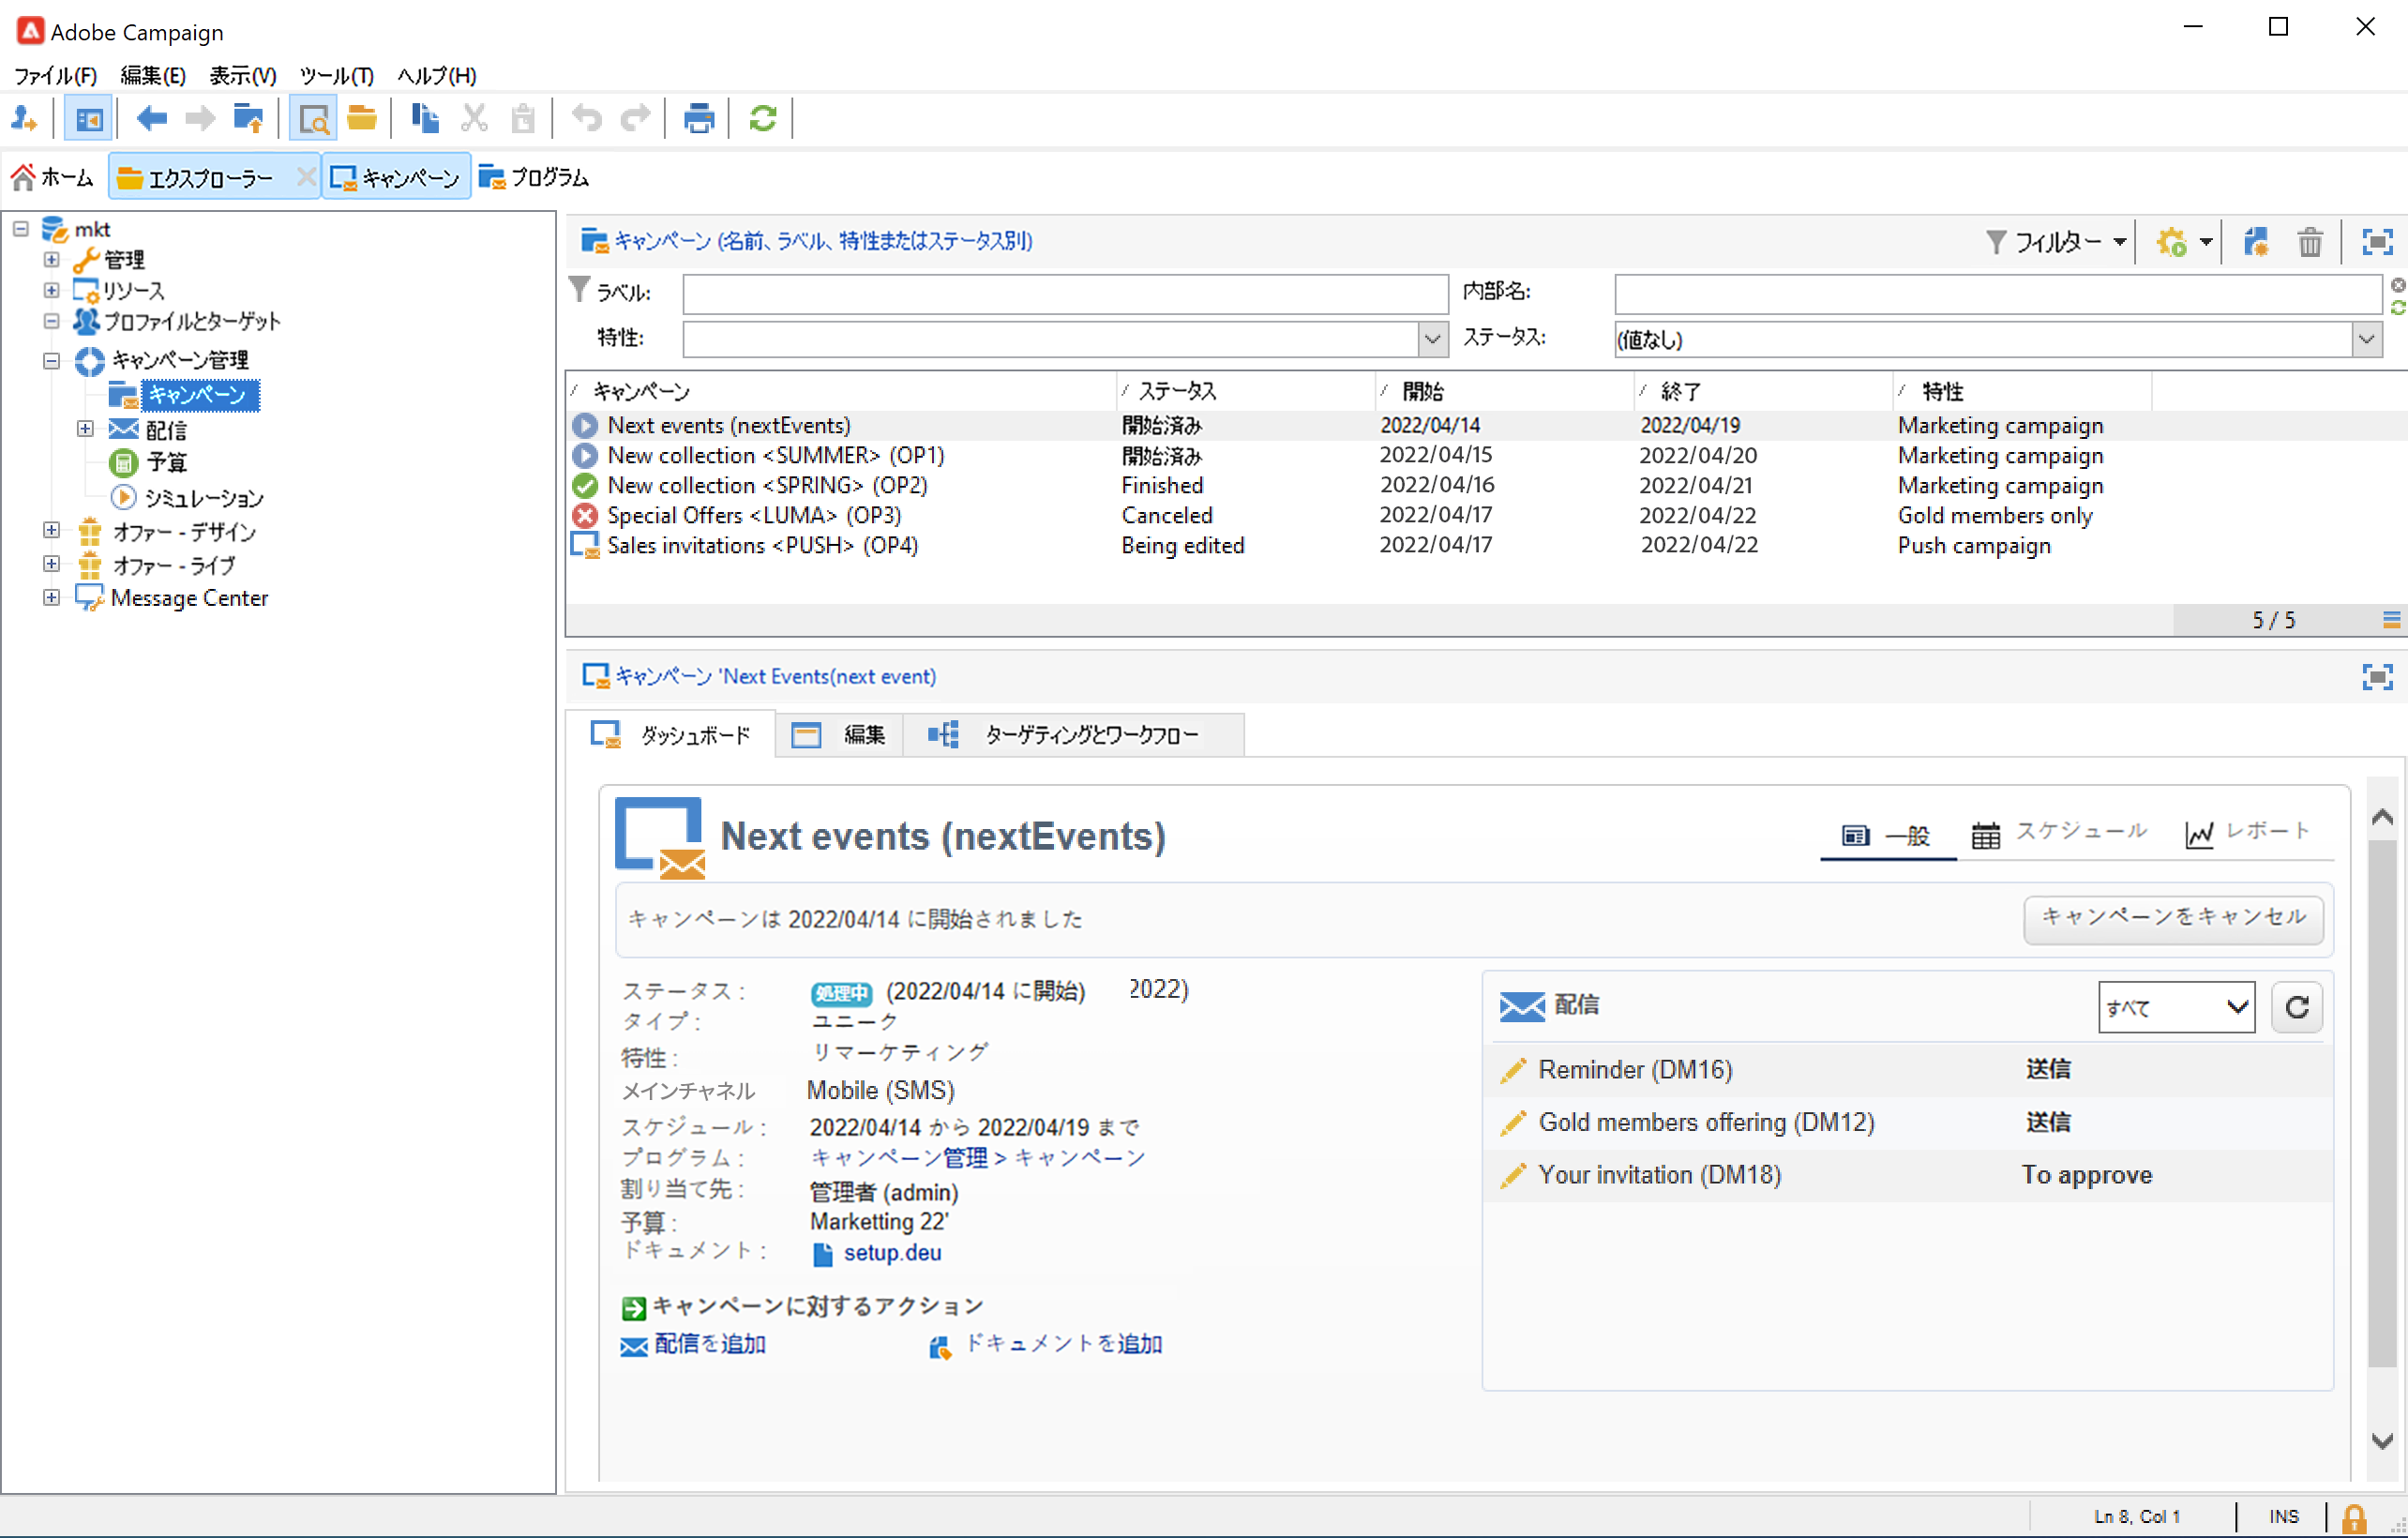 Adobe Campaign
ファイル(F) 編集(E) 表示(V) ツール(T) ヘルプ(H)
ホーム エクスプローラー キャンペーン プログラム
mkt
管理
リソース
プロファイルとターゲット
キャンペーン管理
キャンペーン
配信
予算
シミュレーション
オファー - デザイン
オファー - ライブ
Message Center
キャンペーン (名前、ラベル、特性またはステータス別) フィルター
ラベル: 内部名:
特性: ステータス: (値なし)
キャンペーン ステータス 開始 終了 特性
Next events (nextEvents) 開始済み 2022/04/14 2022/04/19 Marketing campaign
New collection <SUMMER> (OP1) 開始済み 2022/04/15 2022/04/20 Marketing campaign
New collection <SPRING> (OP2) Finished 2022/04/16 2022/04/21 Marketing campaign
Special Offers <LUMA> (OP3) Canceled 2022/04/17 2022/04/22 Gold members only
Sales invitations <PUSH> (OP4) Being edited 2022/04/17 2022/04/22 Push campaign
5 / 5
キャンペーン 'Next Events(next event)
ダッシュボード 編集 ターゲティングとワークフロー
Next events (nextEvents) 一般 スケジュール レポート
キャンペーンは 2022/04/14 に開始されました キャンペーンをキャンセル
ステータス : 処理中 (2022/04/14 に開始) 2022)
タイプ : ユニーク
特性 : リマーケティング
メインチャネル Mobile (SMS)
スケジュール : 2022/04/14 から 2022/04/19 まで
プログラム : キャンペーン管理 > キャンペーン
割り当て先 : 管理者 (admin)
予算 : Marketting 22'
ドキュメント : setup.deu
キャンペーンに対するアクション
配信を追加 ドキュメントを追加
配信 すべて
Reminder (DM16) 送信
Gold members offering (DM12) 送信
Your invitation (DM18) To approve
Ln 8, Col 1 INS